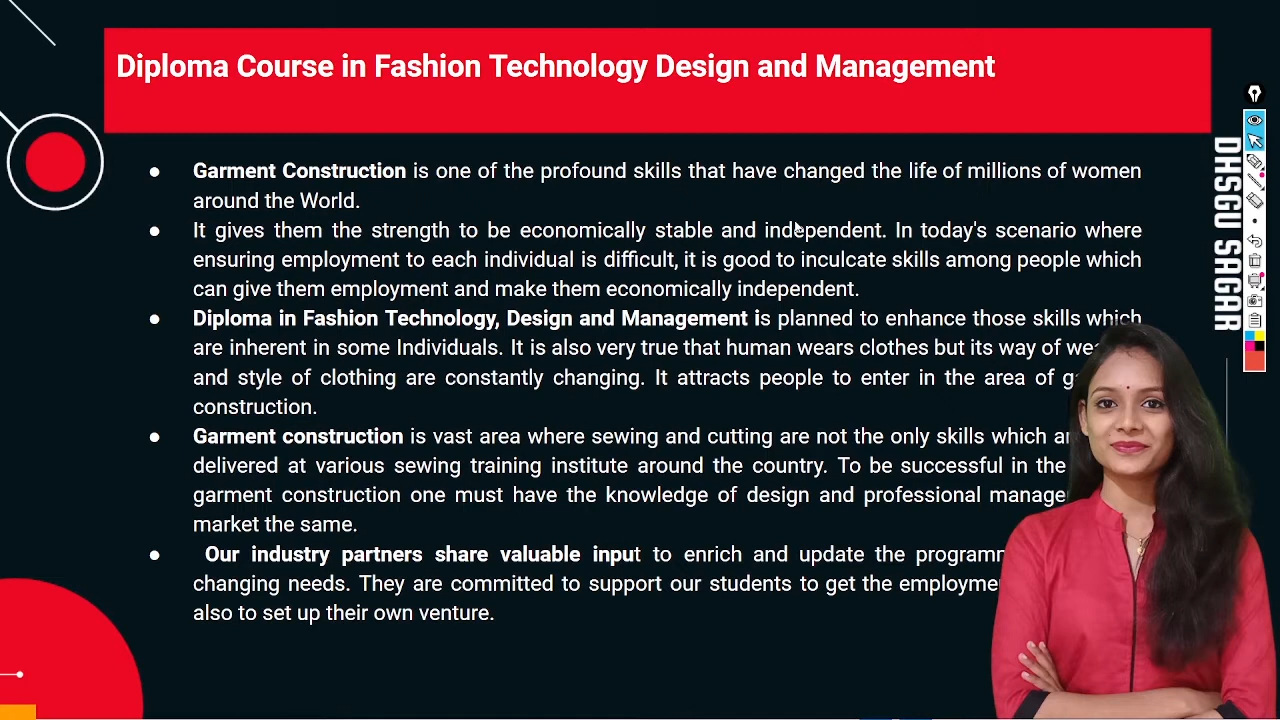 Diploma Course in Fashion Technology Design and Management
● Garment Construction is one of the profound skills that have changed the life of millions of women
around the World.
● It gives them the strength to be economically stable and independent. In today's scenario where
ensuring employment to each individual is difficult, it is good to inculcate skills among people which
can give them employment and make them economically independent.
● Diploma in Fashion Technology, Design and Management is planned to enhance those skills which
are inherent in some Individuals. It is also very true that human wears clothes but its way of
and style of clothing are constantly changing. It attracts people to enter in the area of
construction.
● Garment construction is vast area where sewing and cutting are not the only skills which
delivered at various sewing training institute around the country. To be successful in the
garment construction one must have the knowledge of design and professional
market the same.
● Our industry partners share valuable input to enrich and update the
changing needs. They are committed to support our students to get the
also to set up their own venture.
DHSGU SAGAR